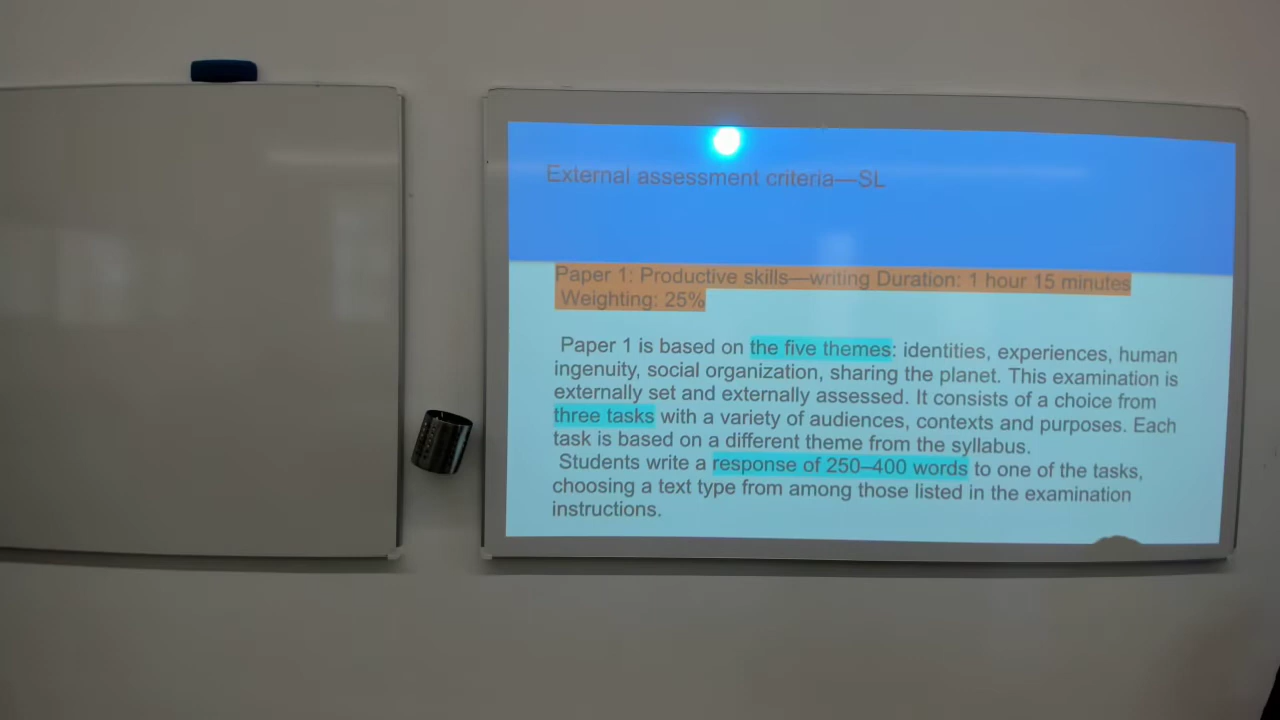 External assessment criteria—SL
Paper 1: Productive skills—writing Duration: 1 hour 15 minutes
Weighting: 25%
Paper 1 is based on the five themes: identities, experiences, human
ingenuity, social organization, sharing the planet. This examination is
externally set and externally assessed. It consists of a choice from
three tasks with a variety of audiences, contexts and purposes. Each
task is based on a different theme from the syllabus.
Students write a response of 250–400 words to one of the tasks,
choosing a text type from among those listed in the examination
instructions.